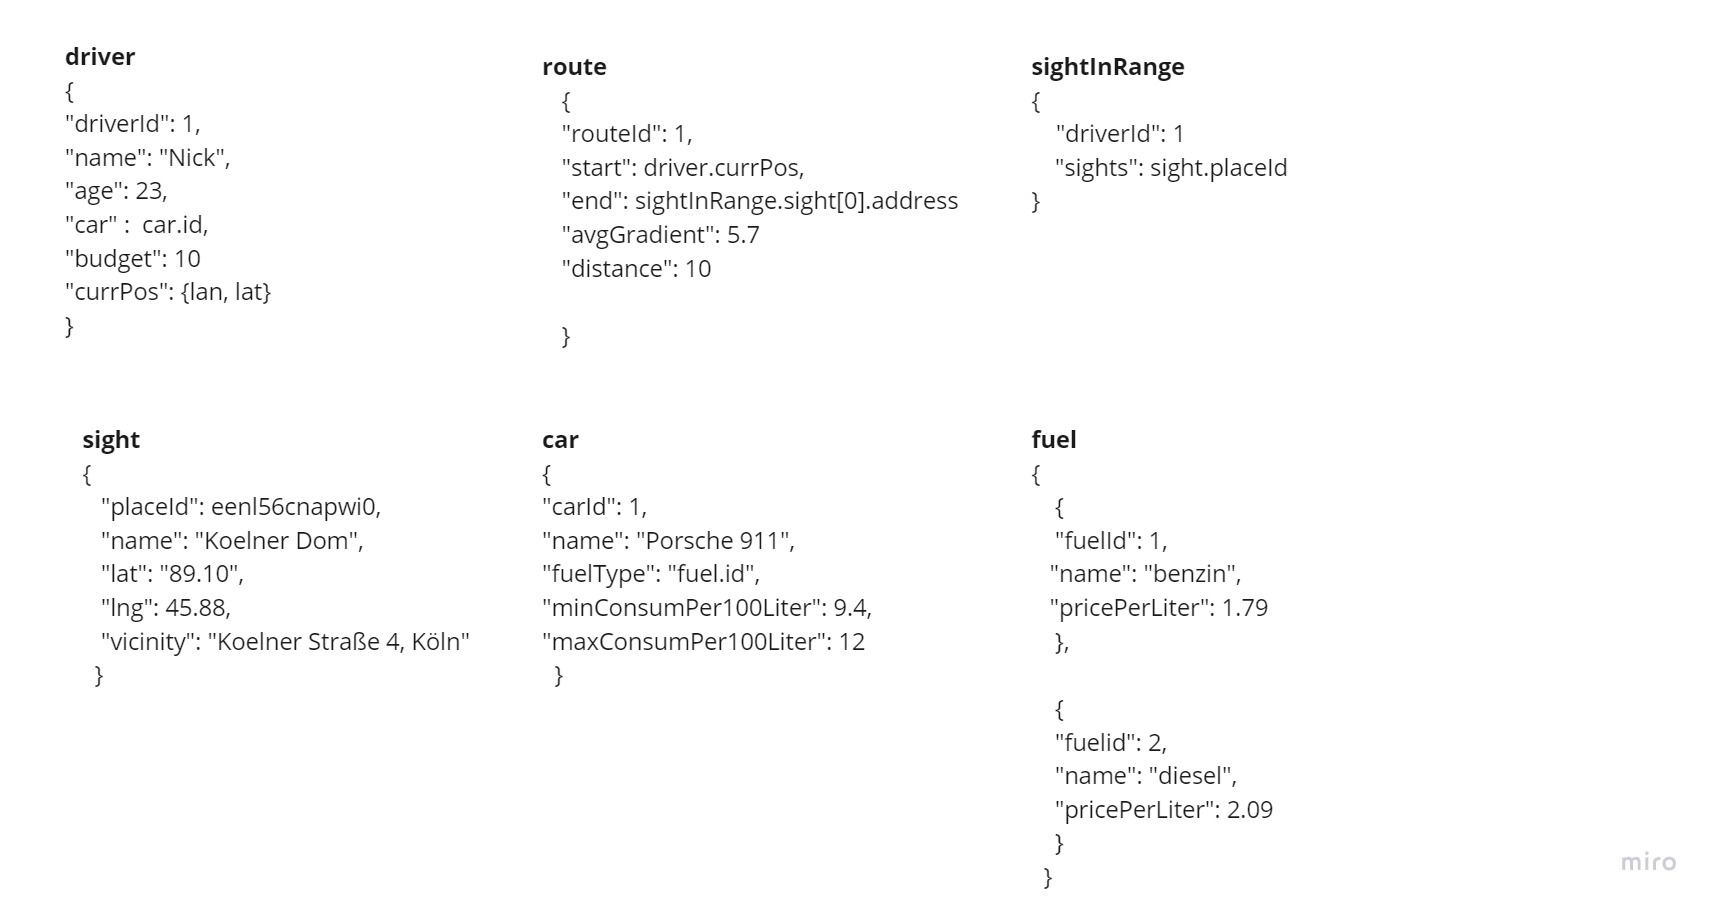 driver
{
"driverId": 1,
"name": "Nick",
"age": 23,
"car" :  car.id,
"budget": 10
"currPos": {lan, lat}
}
route
{
"routeId": 1,
"start": driver.currPos,
"end": sightInRange.sight[0].address
"avgGradient": 5.7
"distance": 10
}
sightInRange
{
"driverId": 1
"sights": sight.placeId
}
sight
{
"placeId": eenl56cnapwi0,
"name": "Koelner Dom",
"lat": "89.10",
"lng": 45.88,
"vicinity": "Koelner Straße 4, Köln"
}
car
{
"carId": 1,
"name": "Porsche 911",
"fuelType": "fuel.id",
"minConsumPer100Liter": 9.4,
"maxConsumPer100Liter": 12
}
fuel
{
{
"fuelId": 1,
"name": "benzin",
"pricePerLiter": 1.79
},
{
"fuelid": 2,
"name": "diesel",
"pricePerLiter": 2.09
}
}
miro